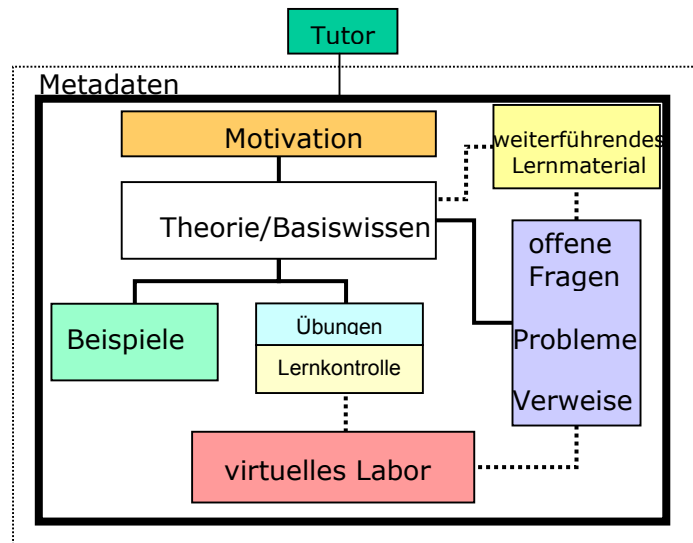 Tutor
Metadaten
Motivation
weiterführendes
Lernmaterial
Theorie/Basiswissen
offene
Fragen
Probleme
Verweise
Beispiele
Übungen
Lernkontrolle
virtuelles Labor